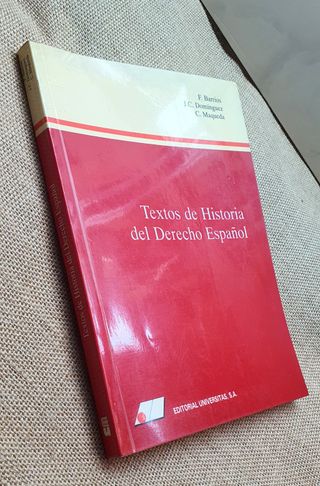 F. Barrios
J.C. Domínguez
C. Maqueda
Textos de Historia
del Derecho Español
EDITORIAL UNIVERSITAS, S.A.
Textos de Historia del Derecho Español